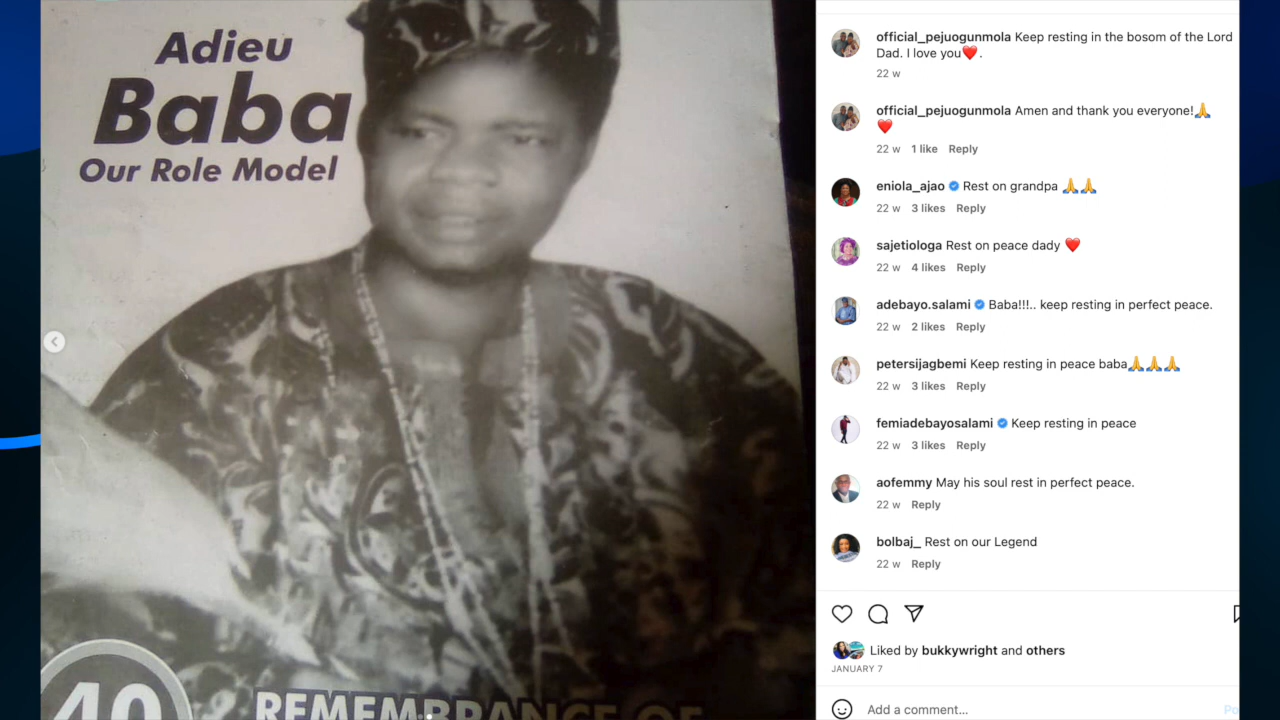 Adieu
Baba
Our Role Model
40
REMEMBRANCE OF
official_pejuogunmola Keep resting in the bosom of the Lord
Dad. I love you❤️.
22 w
official_pejuogunmola Amen and thank you everyone!🙏
❤️
22 w 1 like Reply
eniola_ajao Rest on grandpa 🙏🙏
22 w 3 likes Reply
sajetiologa Rest on peace dady ❤️
22 w 4 likes Reply
adebayo.salami Baba!!!.. keep resting in perfect peace.
22 w 2 likes Reply
petersijagbemi Keep resting in peace baba🙏🙏🙏
22 w 3 likes Reply
femiadebayosalami Keep resting in peace
22 w 3 likes Reply
aofemmy May his soul rest in perfect peace.
22 w Reply
bolbaj_ Rest on our Legend
22 w Reply
Liked by bukkywright and others
JANUARY 7
Add a comment...